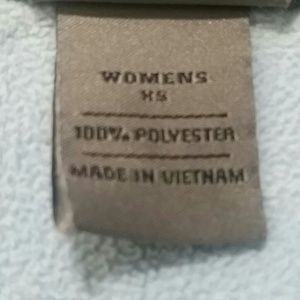 WOMENS
XS
100% POLYESTER
MADE IN VIETNAM